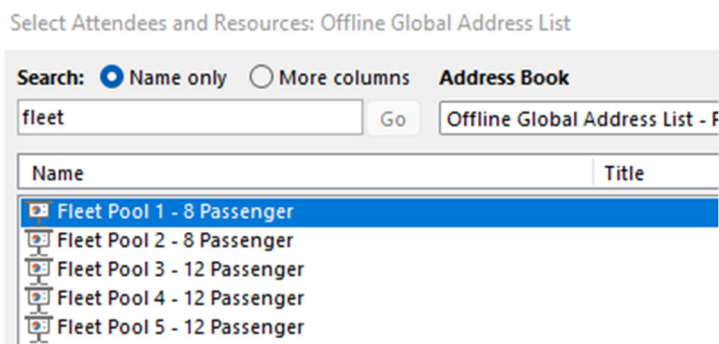 Select Attendees and Resources: Offline Global Address List
Search: Name only More columns Address Book
fleet Go Offline Global Address List -
Name Title
Fleet Pool 1 - 8 Passenger
Fleet Pool 2 - 8 Passenger
Fleet Pool 3 - 12 Passenger
Fleet Pool 4 - 12 Passenger
Fleet Pool 5 - 12 Passenger